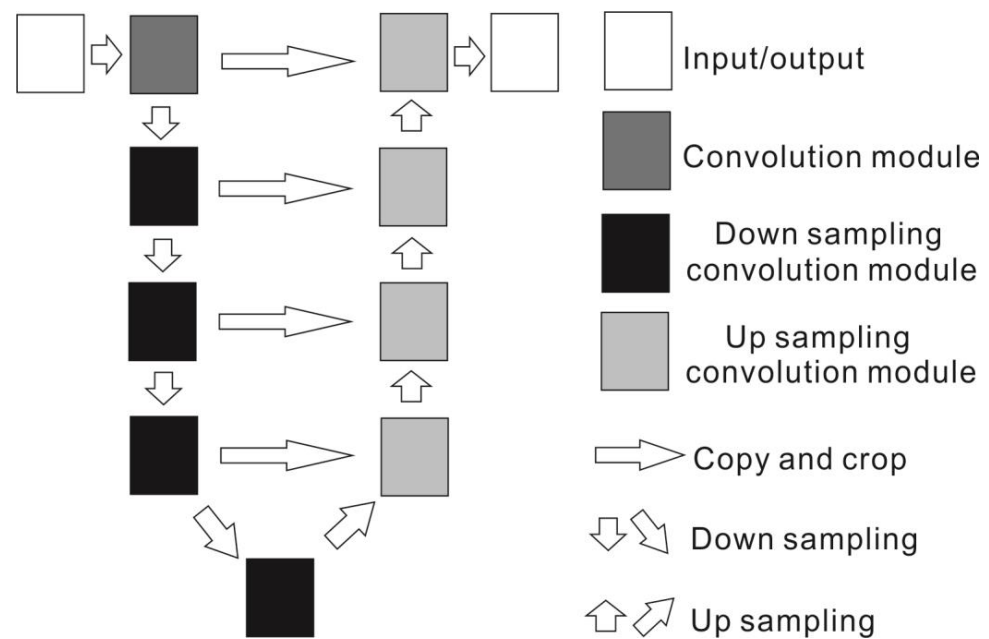 Input/output
Convolution module
Down sampling
convolution module
Up sampling
convolution module
Copy and crop
Down sampling
Up sampling